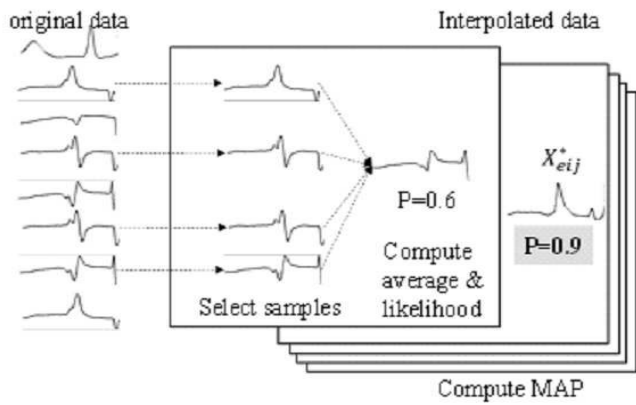 original data
Interpolated data
X*eij
P=0.6
P=0.9
Compute
average &
likelihood
Select samples
Compute MAP